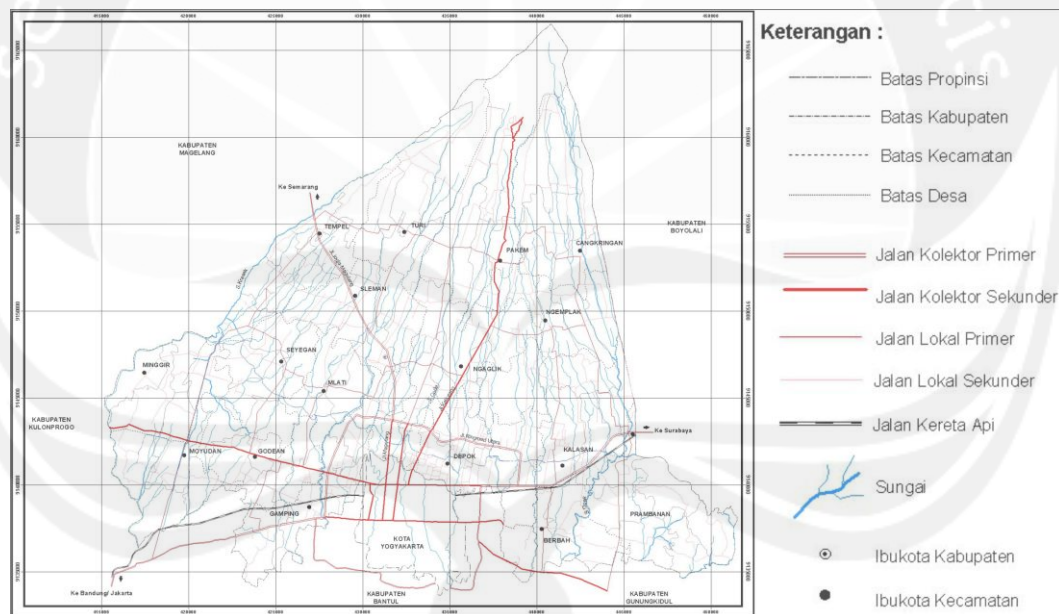 KABUPATEN
MAGELANG
Ke Semarang
TEMPEL
TURI
PAKEM
CANGKRINGAN
KABUPATEN
BOYOLALI
SLEMAN
NGEMPLAK
SEYEGAN
MINGGIR
MLATI
NGAGLIK
KABUPATEN
KULONPROGO
Ke Surabaya
MOYUDAN
GODEAN
DEPOK
KALASAN
GAMPING
PRAMBANAN
KOTA
YOGYAKARTA
BERBAH
Ke Bandung/ Jakarta
KABUPATEN
BANTUL
KABUPATEN
GUNUNGKIDUL
Keterangan :
Batas Propinsi
Batas Kabupaten
Batas Kecamatan
Batas Desa
Jalan Kolektor Primer
Jalan Kolektor Sekunder
Jalan Lokal Primer
Jalan Lokal Sekunder
Jalan Kereta Api
Sungai
Ibukota Kabupaten
Ibukota Kecamatan